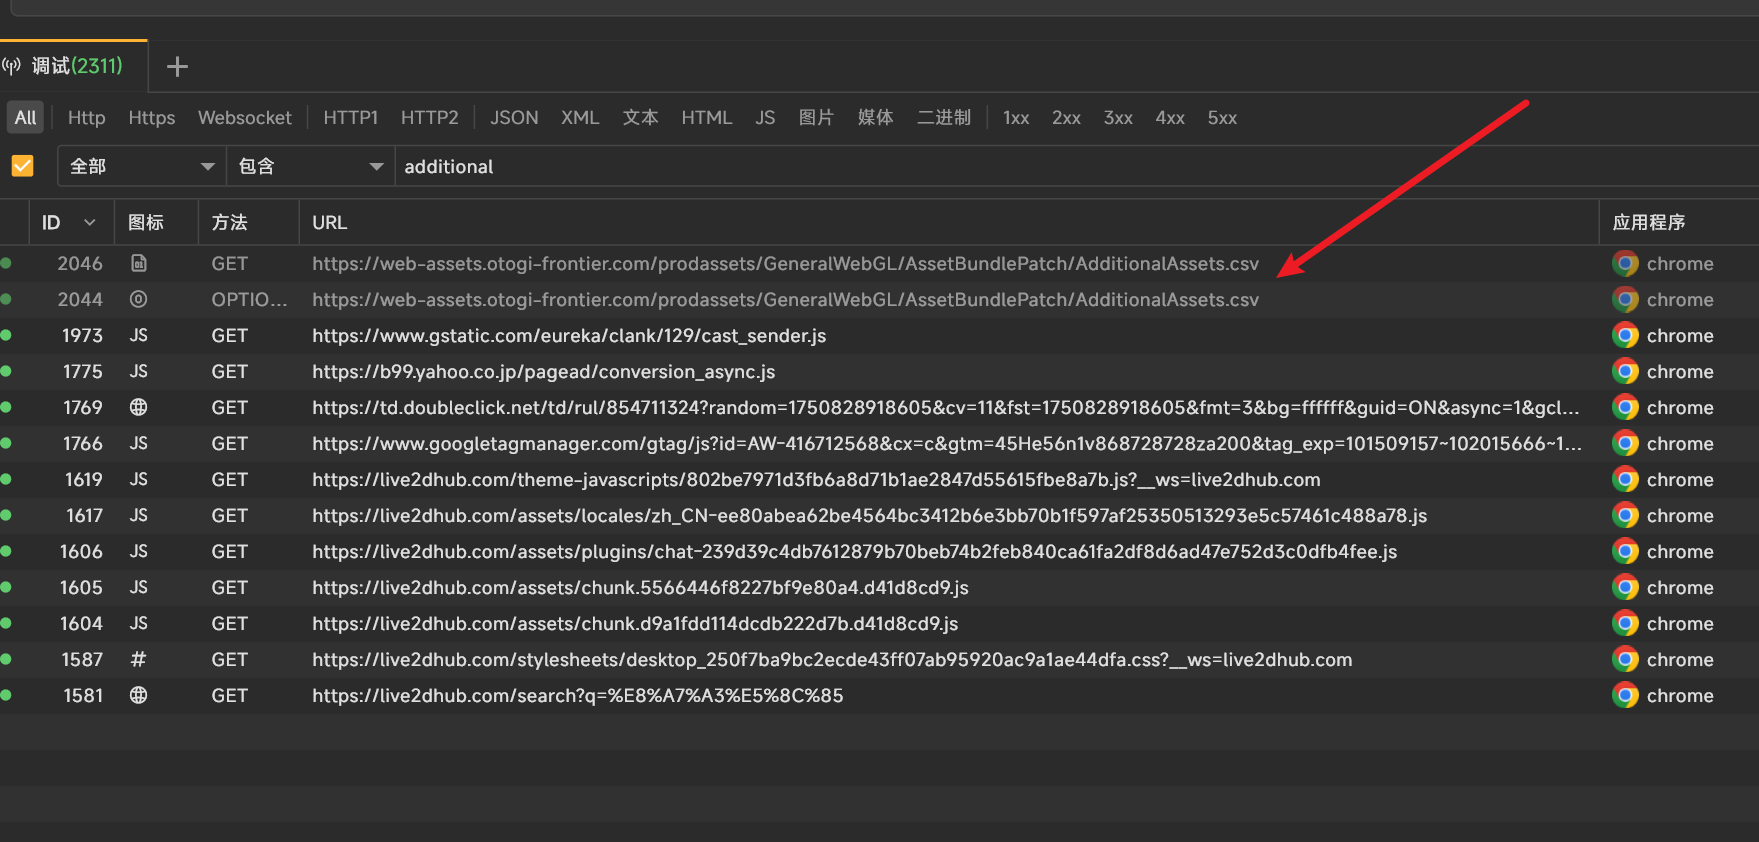 调试(2311)
All Http Https Websocket HTTP1 HTTP2 JSON XML 文本 HTML JS 图片 媒体 二进制 1xx 2xx 3xx 4xx 5xx
全部 包含 additional
ID 图标 方法 URL 应用程序
2046 GET https://web-assets.otogi-frontier.com/prodassets/GeneralWebGL/AssetBundlePatch/AdditionalAssets.csv chrome
2044 OPTIO... https://web-assets.otogi-frontier.com/prodassets/GeneralWebGL/AssetBundlePatch/AdditionalAssets.csv chrome
1973 JS GET https://www.gstatic.com/eureka/clank/129/cast_sender.js chrome
1775 JS GET https://b99.yahoo.co.jp/pagead/conversion_async.js chrome
1769 GET https://td.doubleclick.net/td/rul/854711324?random=1750828918605&cv=11&fst=1750828918605&fmt=3&bg=ffffff&guid=ON&async=1&gcl... chrome
1766 JS GET https://www.googletagmanager.com/gtag/js?id=AW-416712568&cx=c&gtm=45He56n1v868728728za200&tag_exp=101509157~102015666~1... chrome
1619 JS GET https://live2dhub.com/theme-javascripts/802be7971d3fb6a8d71b1ae2847d55615fbe8a7b.js?__ws=live2dhub.com chrome
1617 JS GET https://live2dhub.com/assets/locales/zh_CN-ee80abea62be4564bc3412b6e3bb70b1f597af25350513293e5c57461c488a78.js chrome
1606 JS GET https://live2dhub.com/assets/plugins/chat-239d39c4db7612879b70beb74b2feb840ca61fa2df8d6ad47e752d3c0dfb4fee.js chrome
1605 JS GET https://live2dhub.com/assets/chunk.5566446f8227bf9e80a4.d41d8cd9.js chrome
1604 JS GET https://live2dhub.com/assets/chunk.d9a1fdd114dcdb222d7b.d41d8cd9.js chrome
1587 # GET https://live2dhub.com/stylesheets/desktop_250f7ba9bc2ecde43ff07ab95920ac9a1ae44dfa.css?__ws=live2dhub.com chrome
1581 GET https://live2dhub.com/search?q=%E8%A7%A3%E5%8C%85 chrome